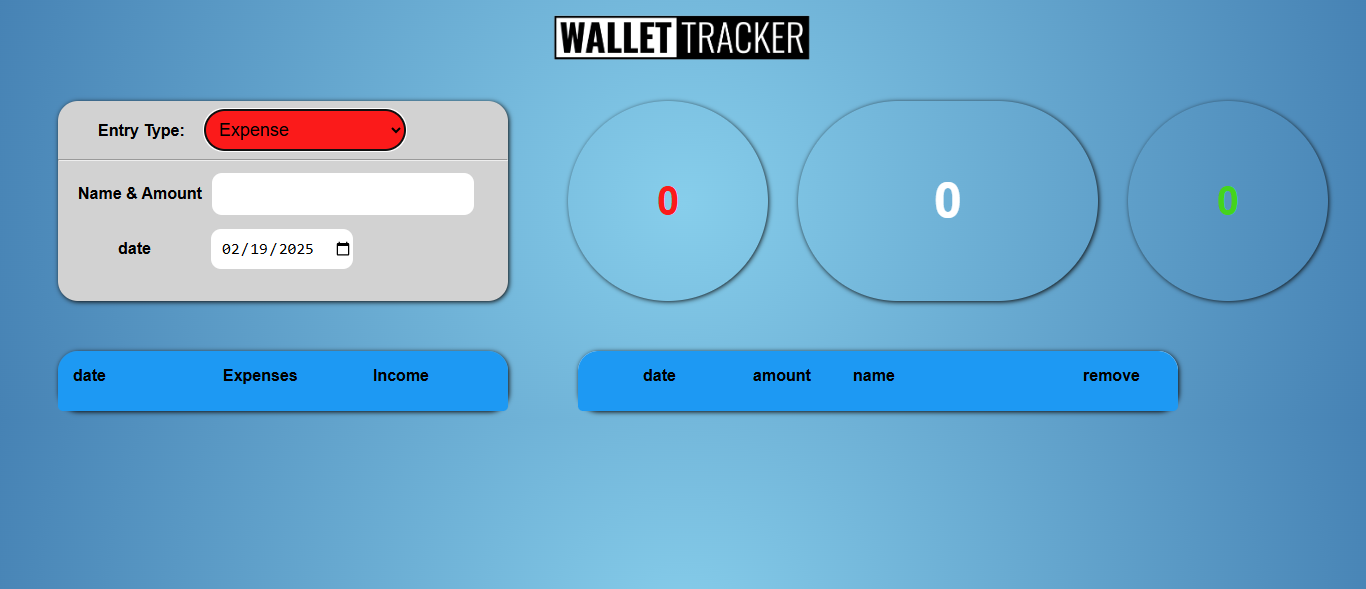 WALLET TRACKER
Entry Type: Expense
0 0 0
Name & Amount
date 02/19/2025
date Expenses Income
date amount name remove